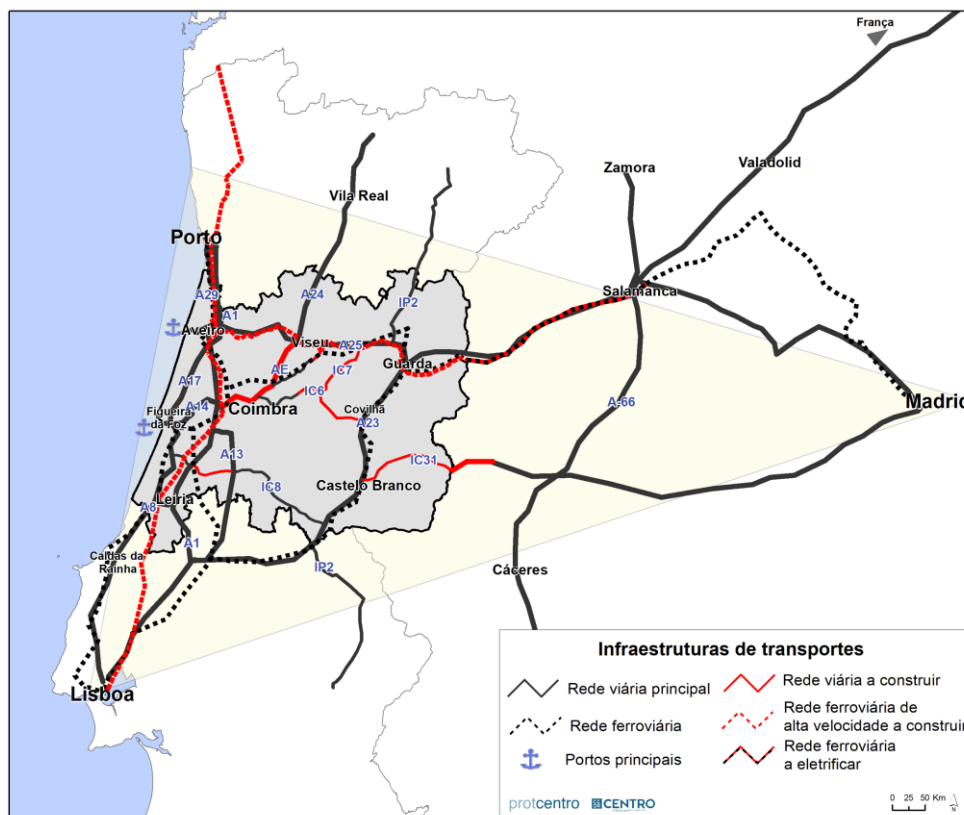 França
Valadolid
Zamora
Vila Real
Porto
Salamanca
A29
A24
IP2
A1
Aveiro
Viseu
A25
Guarda
IC7
AE
A17
IC6
A-66
Madrid
A14
Coimbra
Covilhã
Figueira
da Foz
A23
A13
IC31
IC8
Castelo Branco
Leiria
A8
A1
Caldas da
Rainha
IP2
Cáceres
Lisboa
Infraestruturas de transportes
Rede viária principal
Rede viária a construir
Rede ferroviária
Rede ferroviária de
alta velocidade a construir
Portos principais
Rede ferroviária
a eletrificar
protcentro
CENTRO
0 25 50 Km